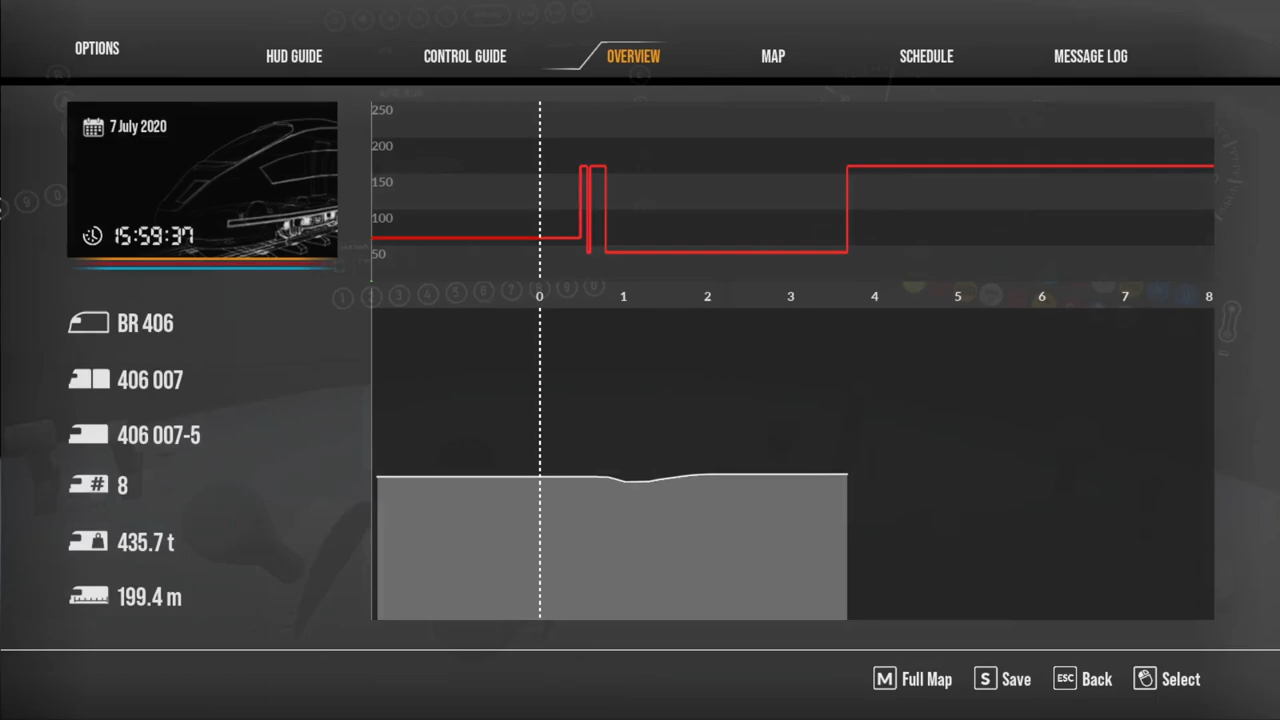 OPTIONS
HUD GUIDE
CONTROL GUIDE
OVERVIEW
MAP
SCHEDULE
MESSAGE LOG
7 July 2020
15:59:37
BR 406
406 007
406 007-5
# 8
435.7 t
199.4 m
250
200
150
100
50
0 1 2 3 4 5 6 7 8
M Full Map
S Save
ESC Back
Select